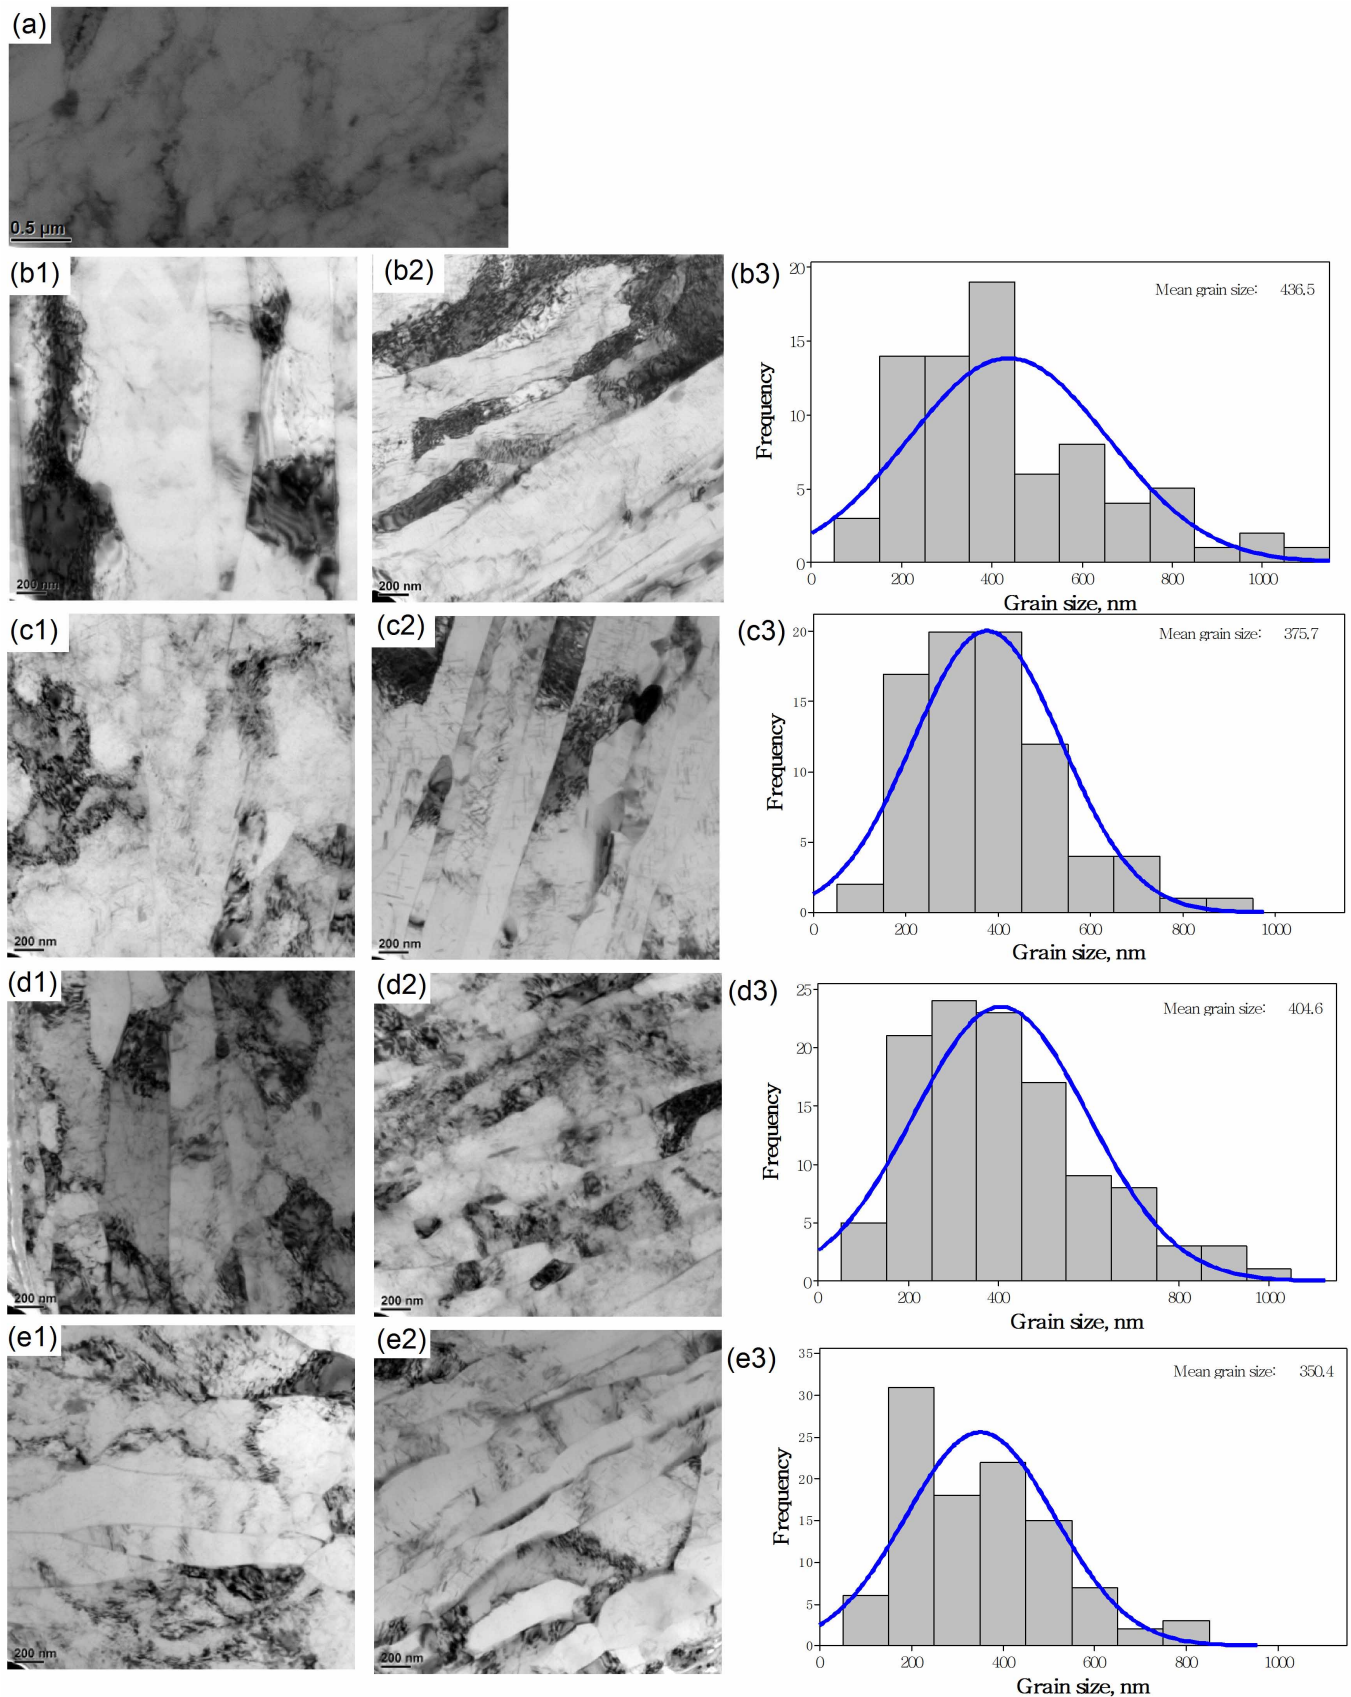 (a)
0.5 µm
(b1)
200 nm
(b2)
200 nm
(b3)
Mean grain size: 436.5
Frequency
20
15
10
5
0
0 200 400 600 800 1000
Grain size, nm
(c1)
200 nm
(c2)
200 nm
(c3)
Mean grain size: 375.7
Frequency
20
15
10
5
0
0 200 400 600 800 1000
Grain size, nm
(d1)
200 nm
(d2)
200 nm
(d3)
Mean grain size: 404.6
Frequency
25
20
15
10
5
0
0 200 400 600 800 1000
Grain size, nm
(e1)
200 nm
(e2)
200 nm
(e3)
Mean grain size: 350.4
Frequency
35
30
25
20
15
10
5
0
0 200 400 600 800 1000
Grain size, nm